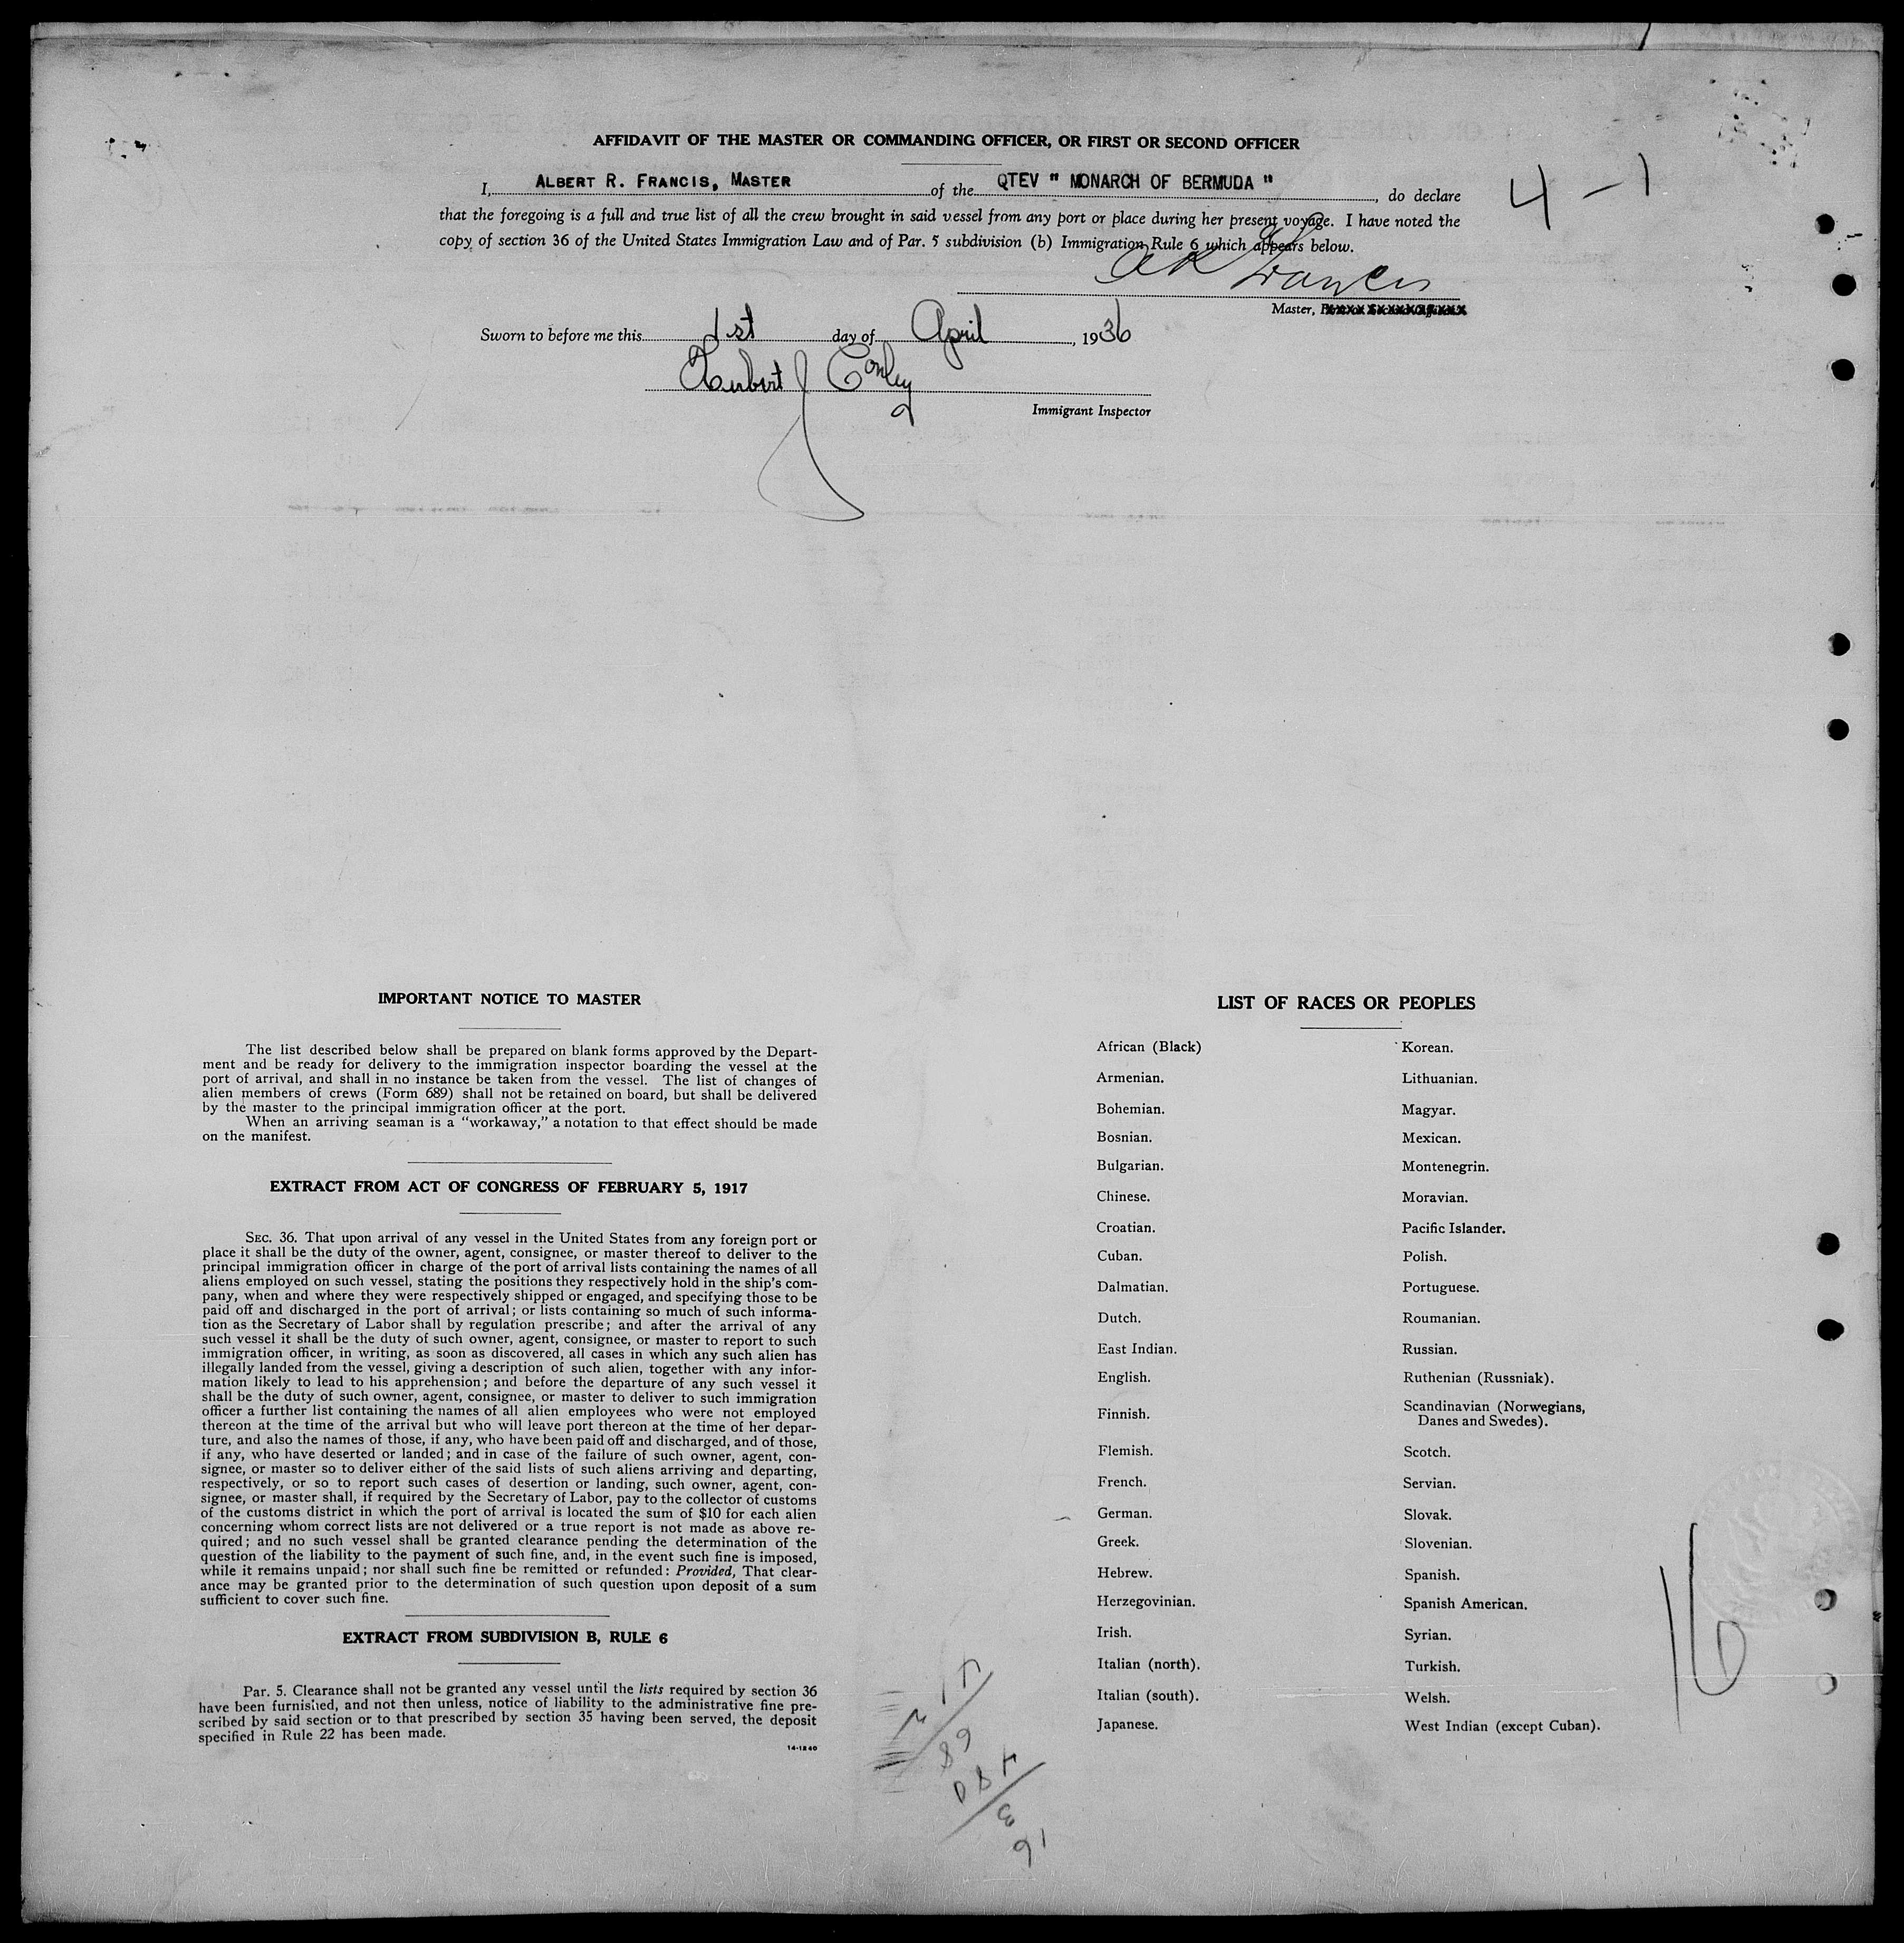 AFFIDAVIT OF THE MASTER OR COMMANDING OFFICER, OR FIRST OR SECOND OFFICER
I, ALBERT R. FRANCIS, MASTER of the QTEV " MONARCH OF BERMUDA ", do declare
that the foregoing is a full and true list of all the crew brought in said vessel from any port or place during her present voyage. I have noted the
copy of section 36 of the United States Immigration Law and of Par. 5 subdivision (b) Immigration Rule 6 which appears below.
4 - 1
A R Francis
Master,
Sworn to before me this 1st day of April, 1936
Herbert J Conley
Immigrant Inspector
IMPORTANT NOTICE TO MASTER
The list described below shall be prepared on blank forms approved by the Depart-
ment and be ready for delivery to the immigration inspector boarding the vessel at the
port of arrival, and shall in no instance be taken from the vessel. The list of changes of
alien members of crews (Form 689) shall not be retained on board, but shall be delivered
by the master to the principal immigration officer at the port.
When an arriving seaman is a "workaway," a notation to that effect should be made
on the manifest.
EXTRACT FROM ACT OF CONGRESS OF FEBRUARY 5, 1917
SEC. 36. That upon arrival of any vessel in the United States from any foreign port or
place it shall be the duty of the owner, agent, consignee, or master thereof to deliver to the
principal immigration officer in charge of the port of arrival lists containing the names of all
aliens employed on such vessel, stating the positions they respectively hold in the ship's com-
pany, when and where they were respectively shipped or engaged, and specifying those to be
paid off and discharged in the port of arrival; or lists containing so much of such informa-
tion as the Secretary of Labor shall by regulation prescribe; and after the arrival of any
such vessel it shall be the duty of such owner, agent, consignee, or master to report to such
immigration officer, in writing, as soon as discovered, all cases in which any such alien has
illegally landed from the vessel, giving a description of such alien, together with any infor-
mation likely to lead to his apprehension; and before the departure of any such vessel it
shall be the duty of such owner, agent, consignee, or master to deliver to such immigration
officer a further list containing the names of all alien employees who were not employed
thereon at the time of the arrival but who will leave port thereon at the time of her depar-
ture, and also the names of those, if any, who have been paid off and discharged, and of those,
if any, who have deserted or landed; and in case of the failure of such owner, agent, con-
signee, or master so to deliver either of the said lists of such aliens arriving and departing,
respectively, or so to report such cases of desertion or landing, such owner, agent, con-
signee, or master shall, if required by the Secretary of Labor, pay to the collector of customs
of the customs district in which the port of arrival is located the sum of $10 for each alien
concerning whom correct lists are not delivered or a true report is not made as above re-
quired; and no such vessel shall be granted clearance pending the determination of the
question of the liability to the payment of such fine, and, in the event such fine is imposed,
while it remains unpaid; nor shall such fine be remitted or refunded: Provided, That clear-
ance may be granted prior to the determination of such question upon deposit of a sum
sufficient to cover such fine.
EXTRACT FROM SUBDIVISION B, RULE 6
Par. 5. Clearance shall not be granted any vessel until the lists required by section 36
have been furnished, and not then unless, notice of liability to the administrative fine pre-
scribed by said section or to that prescribed by section 35 having been served, the deposit
specified in Rule 22 has been made.
14-1240
LIST OF RACES OR PEOPLES
African (Black)
Armenian.
Bohemian.
Bosnian.
Bulgarian.
Chinese.
Croatian.
Cuban.
Dalmatian.
Dutch.
East Indian.
English.
Finnish.
Flemish.
French.
German.
Greek.
Hebrew.
Herzegovinian.
Irish.
Italian (north).
Italian (south).
Japanese.
Korean.
Lithuanian.
Magyar.
Mexican.
Montenegrin.
Moravian.
Pacific Islander.
Polish.
Portuguese.
Roumanian.
Russian.
Ruthenian (Russniak).
Scandinavian (Norwegians,
Danes and Swedes).
Scotch.
Servian.
Slovak.
Slovenian.
Spanish.
Spanish American.
Syrian.
Turkish.
Welsh.
West Indian (except Cuban).
16